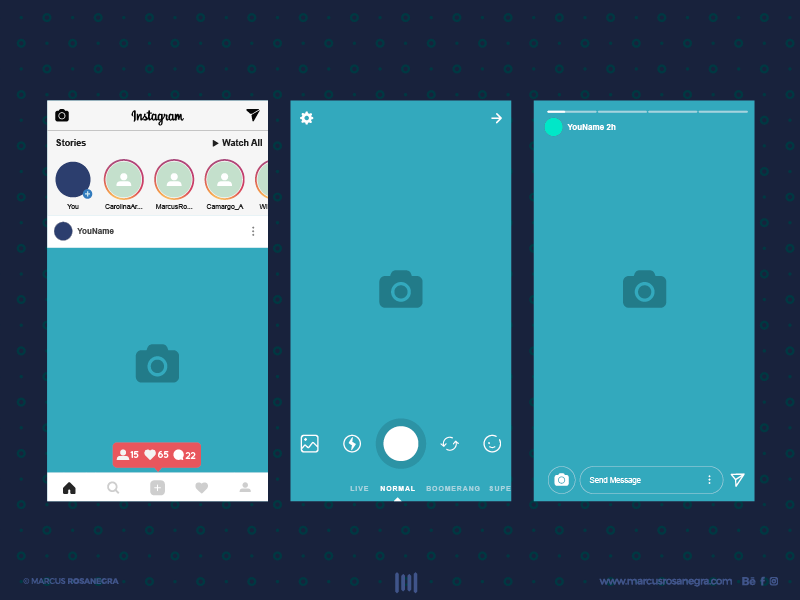 Instagram
Stories
Watch All
You
CarolinaAr...
MarcusRo...
Camargo_A
Wi
YouName
15
65
22
LIVE
NORMAL
BOOMERANG
SUPE
YouName 2h
Send Message
© MARCUS ROSANEGRA
www.marcusrosanegra.com
Bē
f